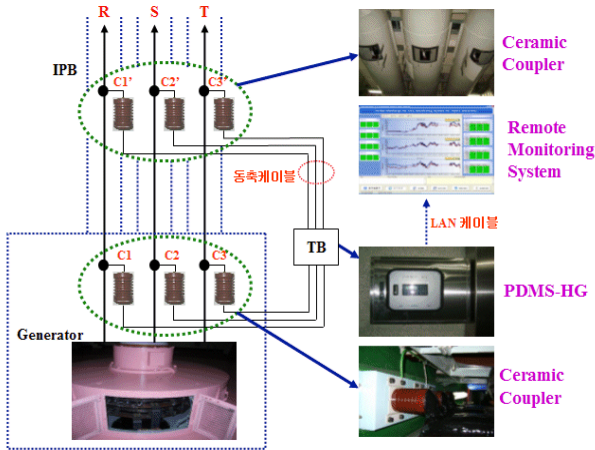 R S T
IPB
C1’ C2’ C3’
동축케이블
TB
C1 C2 C3
Generator
Ceramic
Coupler
Remote
Monitoring
System
LAN 케이블
PDMS-HG
Ceramic
Coupler